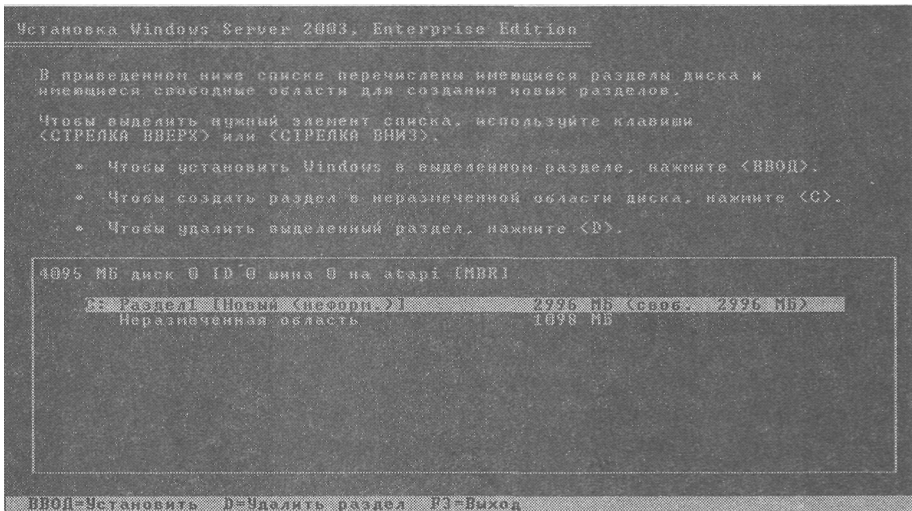 Установка Windows Server 2003, Enterprise Edition
В приведенном ниже списке перечислены имеющиеся разделы диска и
имеющиеся свободные области для создания новых разделов.
Чтобы выделить нужный элемент списка, используйте клавиши
<СТРЕЛКА ВВЕРХ> или <СТРЕЛКА ВНИЗ>.
• Чтобы установить Windows в выделенном разделе, нажмите <ВВОД>.
• Чтобы создать раздел в неразмеченной области диска, нажмите <C>.
• Чтобы удалить выделенный раздел, нажмите <D>.
4095 МБ диск 0 ID 0 шина 0 на atapi [MBR]
C: Раздел1 [Новый (неформ.)] 2996 МБ (своб. 2996 МБ)
Неразмеченная область 1098 МБ
ВВОД=Установить D=Удалить раздел F3=Выход